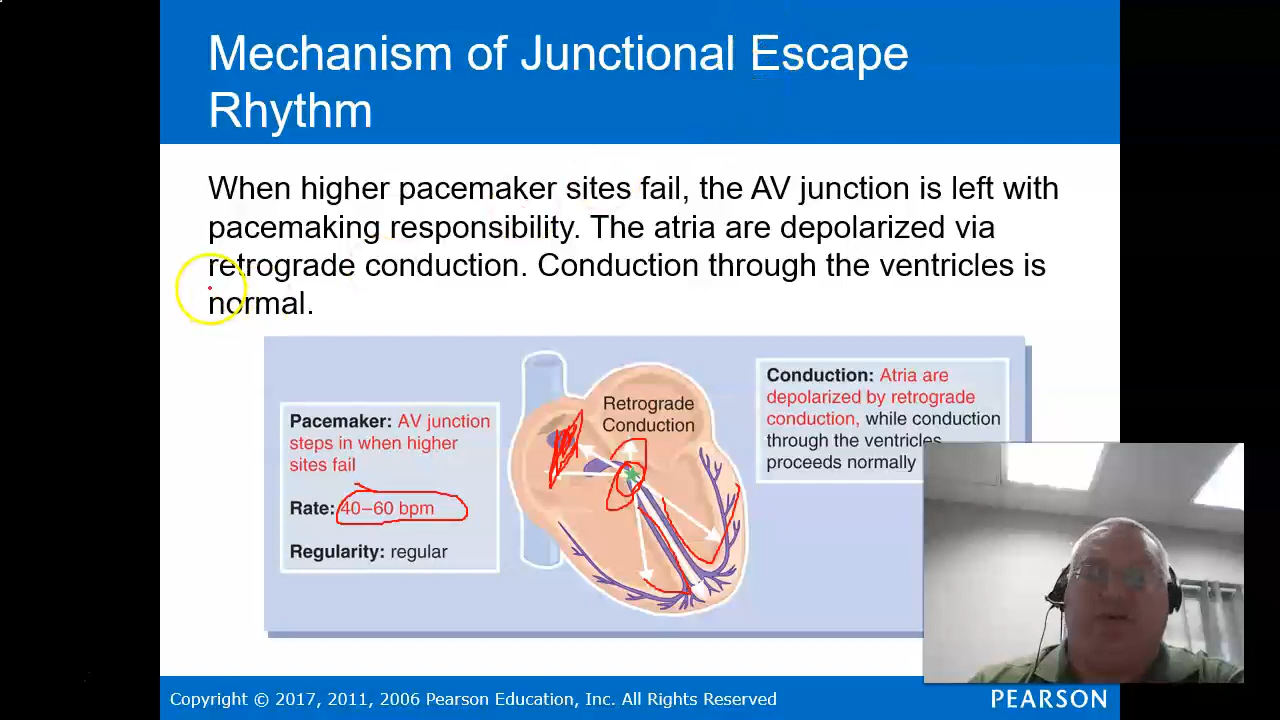 Mechanism of Junctional Escape
Rhythm
When higher pacemaker sites fail, the AV junction is left with
pacemaking responsibility. The atria are depolarized via
retrograde conduction. Conduction through the ventricles is
normal.
Pacemaker: AV junction
steps in when higher
sites fail
Rate: 40–60 bpm
Regularity: regular
Retrograde
Conduction
Conduction: Atria are
depolarized by retrograde
conduction, while conduction
through the ventricles
proceeds normally
Copyright © 2017, 2011, 2006 Pearson Education, Inc. All Rights Reserved
PEARSON